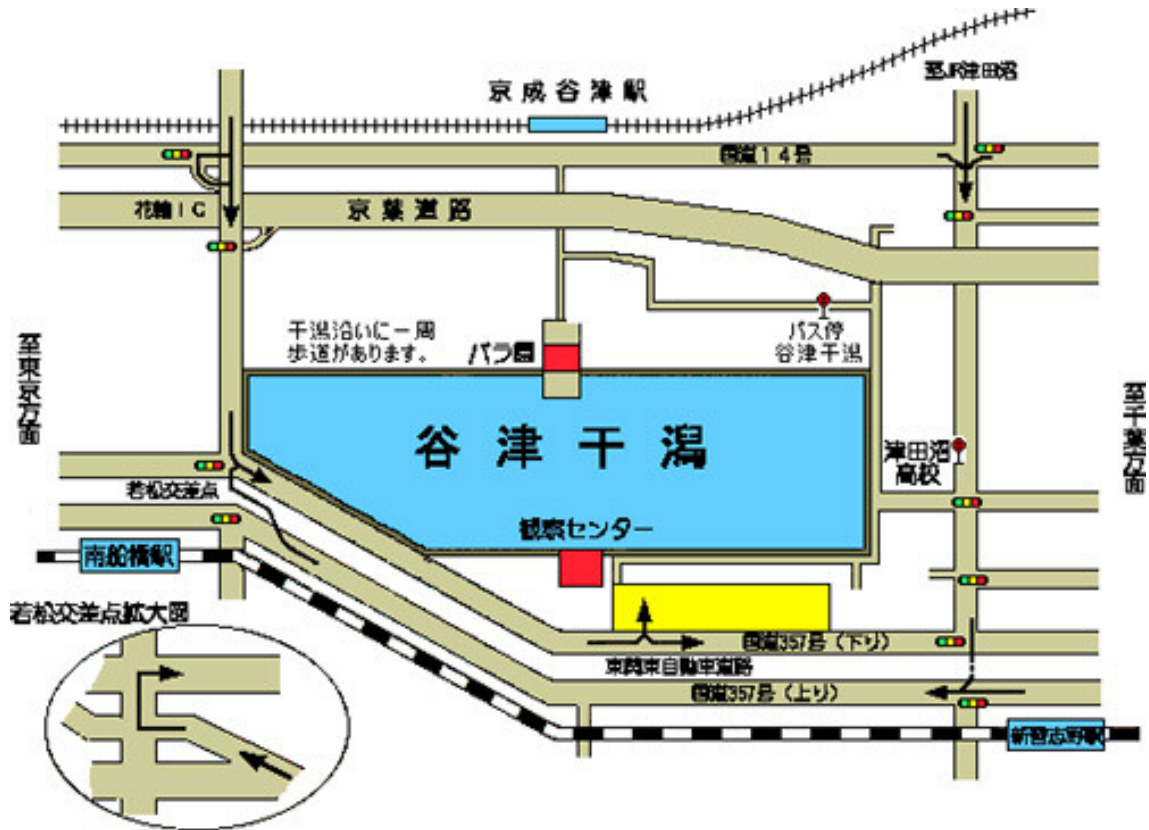 至JR津田沼
京成谷津駅
国道14号
花輪IC
京葉道路
干潟沿いに一周
歩道があります。
バラ園
バス停
谷津干潟
至東京方面
至千葉方面
谷津干潟
津田沼
高校
若松交差点
観察センター
南船橋駅
若松交差点拡大図
国道357号(下り)
東関東自動車道路
国道357号(上り)
新習志野駅